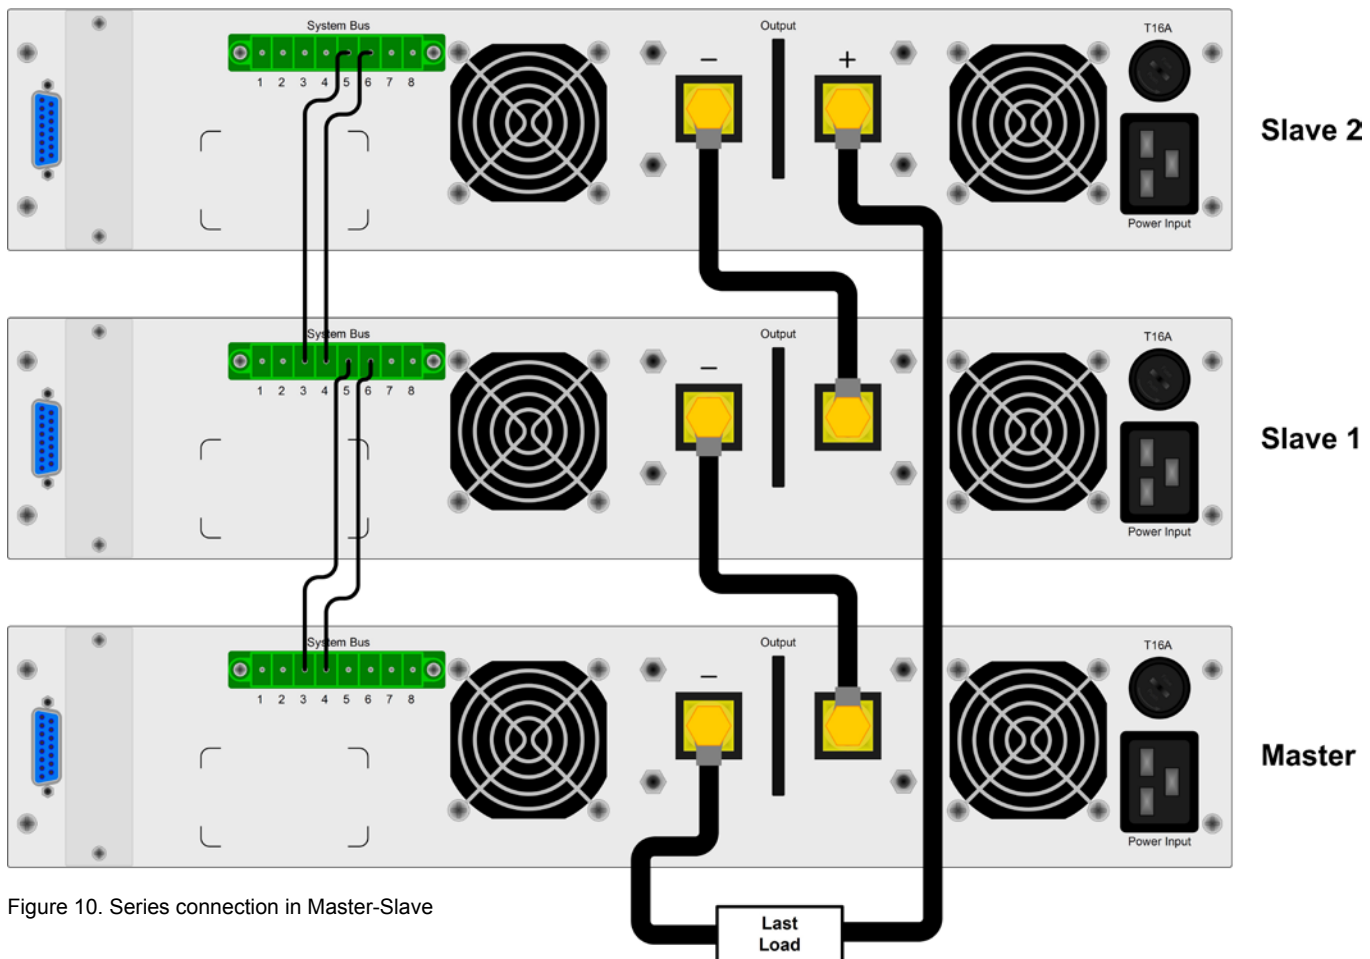 System Bus
Output
T16A
− +
1 2 3 4 5 6 7 8
Slave 2
Power Input
System Bus
Output
T16A
−
1 2 3 4 5 6 7 8
Slave 1
Power Input
System Bus
Output
T16A
−
1 2 3 4 5 6 7 8
Master
Power Input
Figure 10. Series connection in Master-Slave
Last
Load